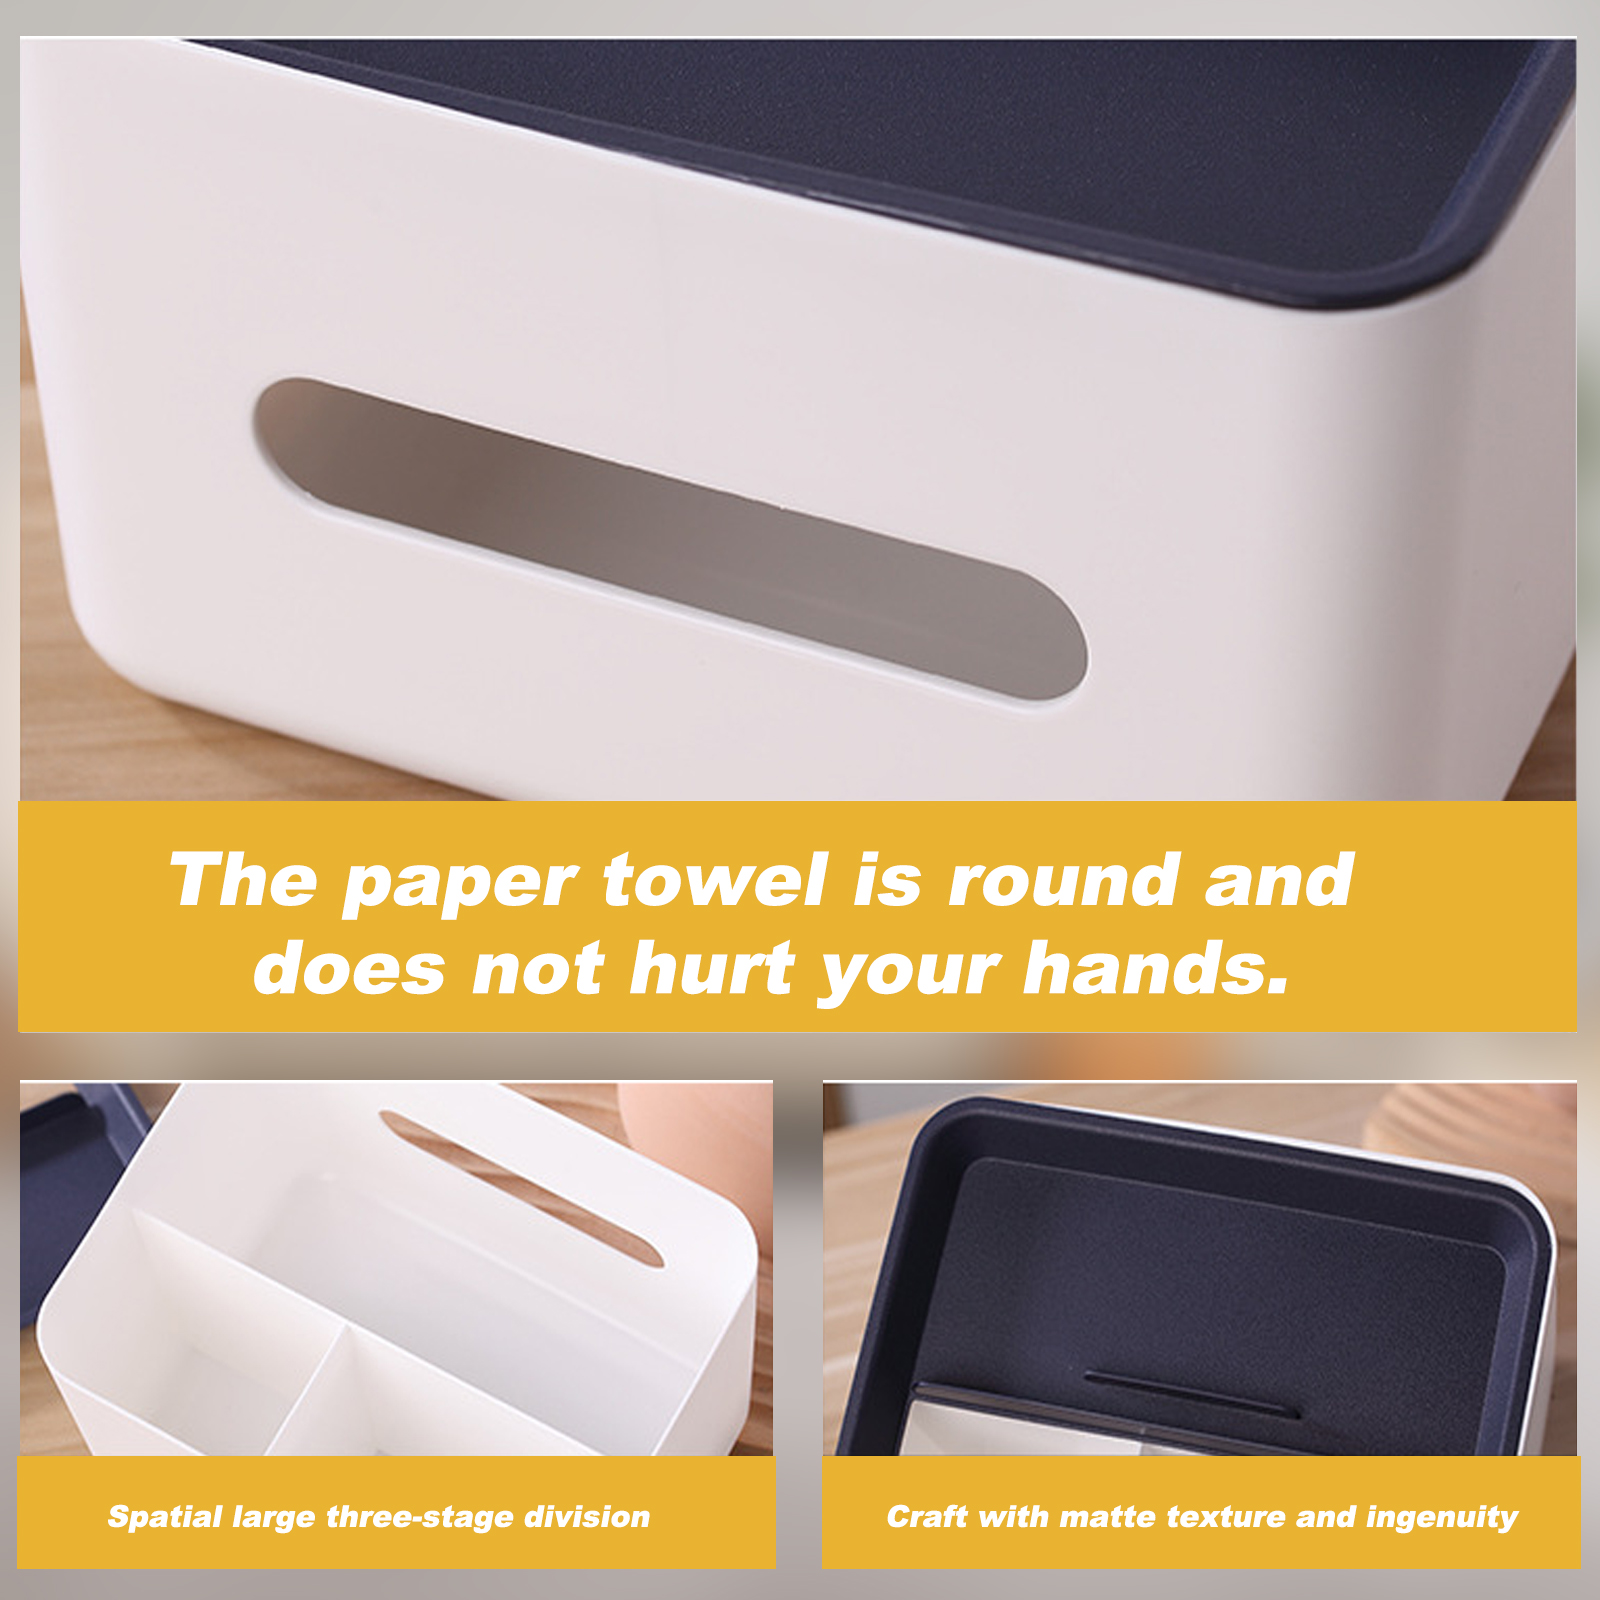 The paper towel is round and
does not hurt your hands.
Spatial large three-stage division
Craft with matte texture and ingenuity